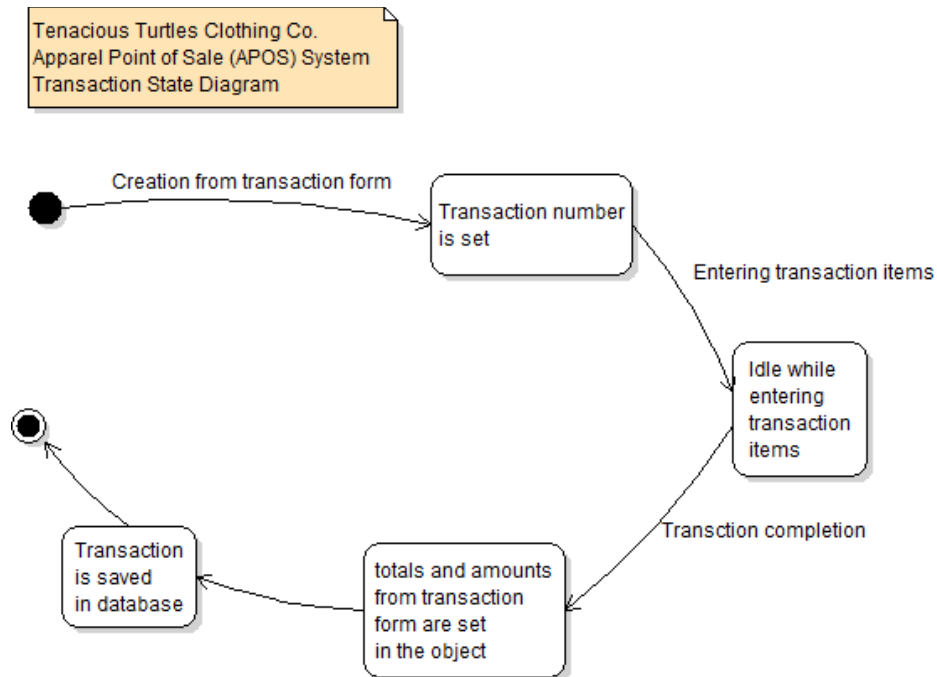 Tenacious Turtles Clothing Co.
Apparel Point of Sale (APOS) System
Transaction State Diagram
Creation from transaction form
Transaction number
is set
Entering transaction items
Idle while
entering
transaction
items
Transction completion
totals and amounts
from transaction
form are set
in the object
Transaction
is saved
in database